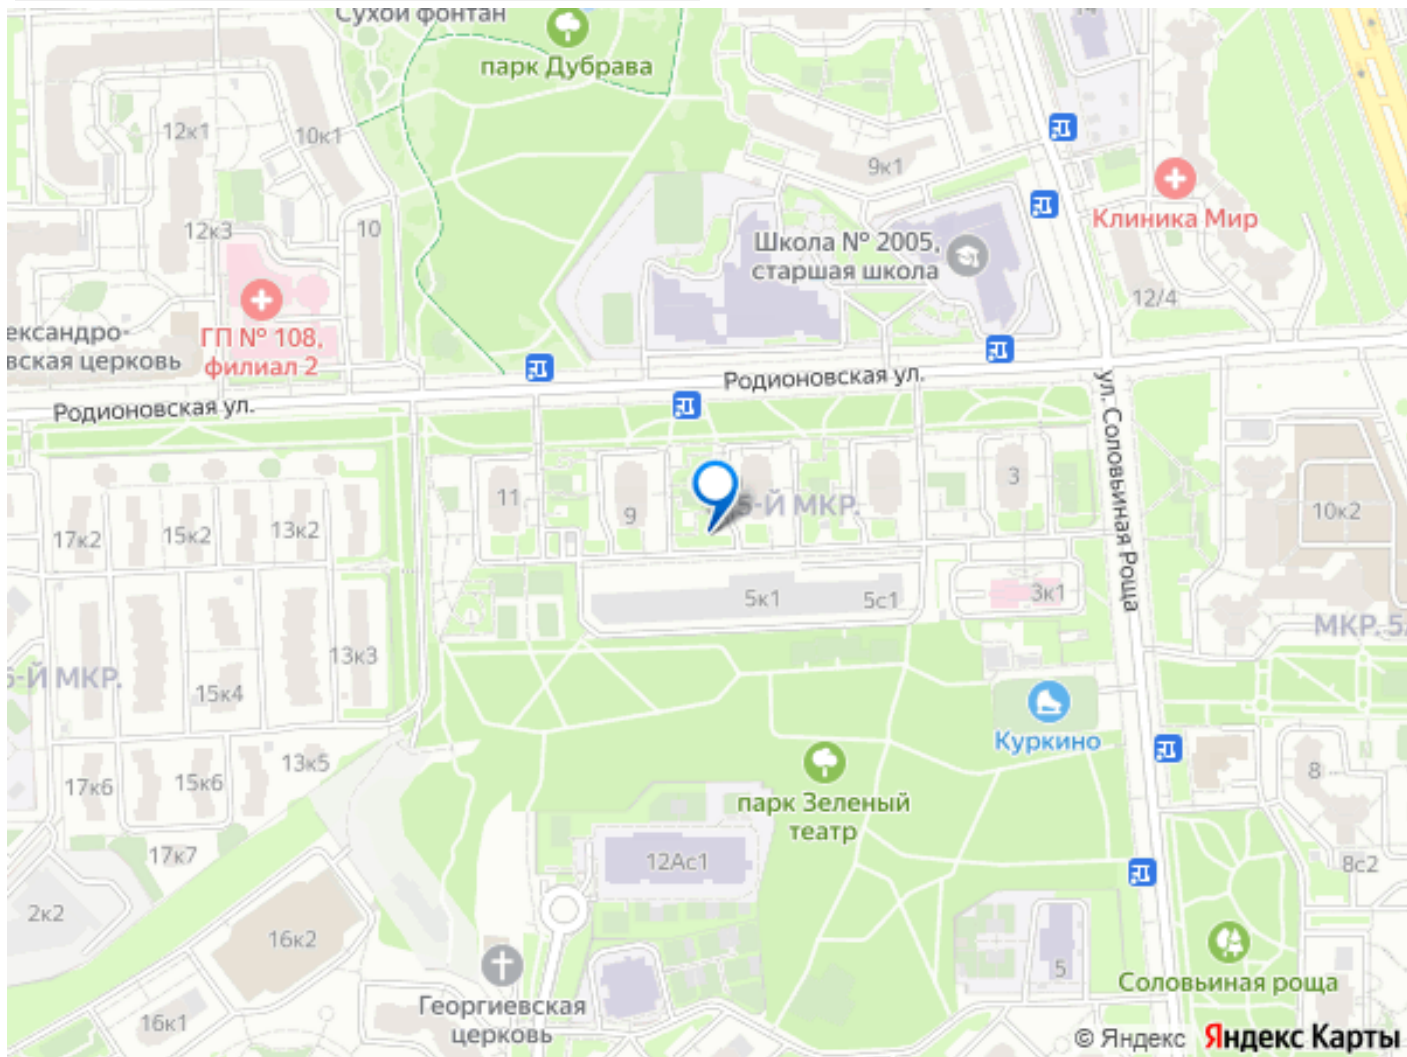 Сухой фонтан
14
парк Дубрава
12к1
10к1
9к1
Клиника Мир
12к3
10
Школа № 2005,
старшая школа
12/4
ександро-
вская церковь
ГП № 108,
филиал 2
Родионовская ул.
Родионовская ул.
ул. Соловьиная Роща
11
9
5-Й МКР.
3
10к2
17к2
15к2
13к2
5к1
5с1
3к1
МКР. 5
13к3
6-Й МКР.
15к4
Куркино
13к5
17к6
15к6
8
парк Зеленый
театр
17к7
12Ас1
8с2
2к2
16к2
5
Соловьиная роща
Георгиевская
церковь
16к1
© Яндекс Яндекс Карты